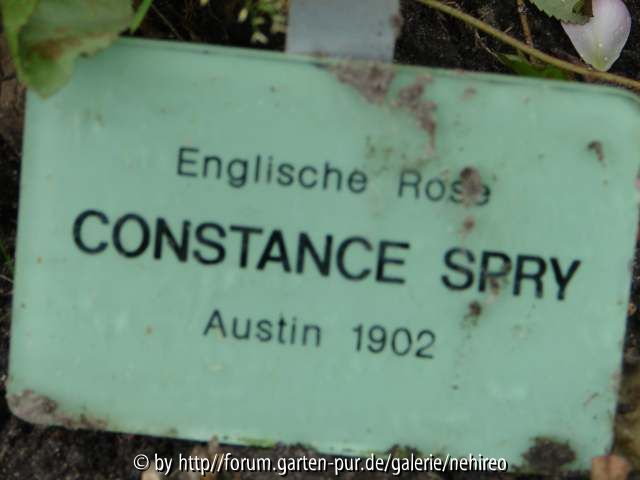 Englische Rose
CONSTANCE SPRY
Austin 1902
© by http//forum.garten-pur.de/galerie/nehireo